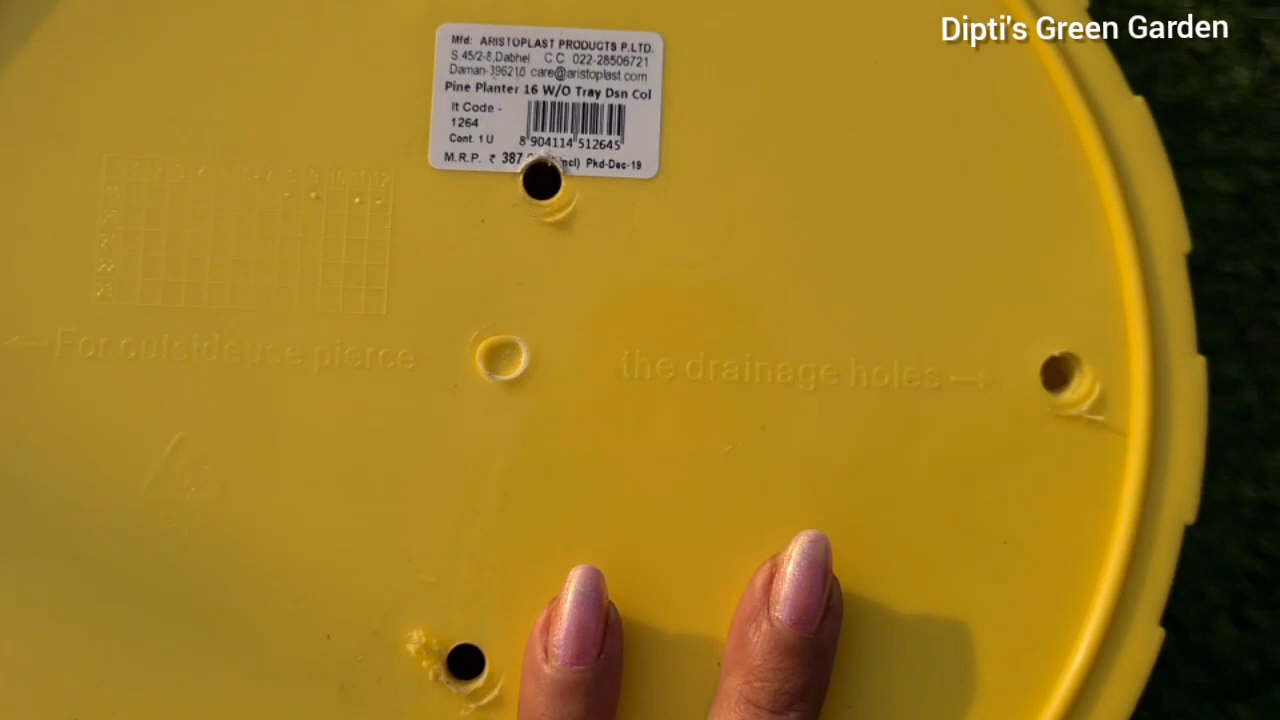 Dipti's Green Garden
Mfd: ARISTOPLAST PRODUCTS P.LTD.
S.45/2-8,Dabhel C C 022-28506721
Daman-396210 care@aristoplast.com
Pine Planter 16 W/O Tray Dsn Col
It Code -
1264
Cont. 1 U
8 904114 512645
M.R.P. ₹ 387. Pkd-Dec-19
← For outsideuse pierce the drainage holes →